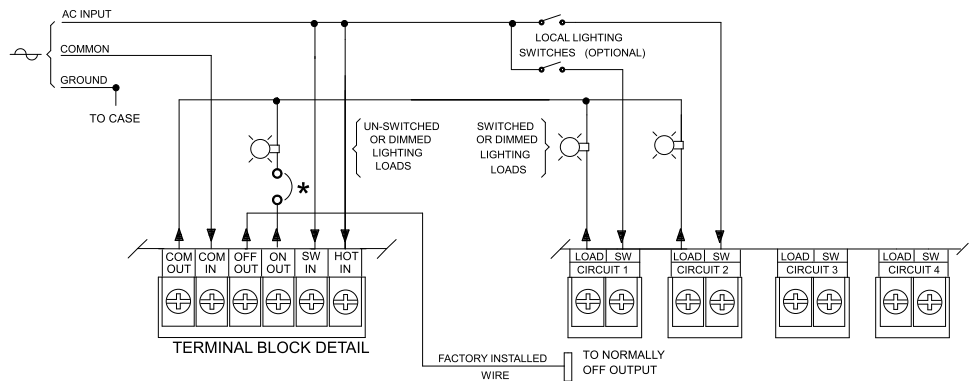 AC INPUT
COMMON
GROUND
TO CASE
LOCAL LIGHTING
SWITCHES (OPTIONAL)
UN-SWITCHED
OR DIMMED
LIGHTING
LOADS
SWITCHED
OR DIMMED
LIGHTING
LOADS
*
COM OUT
COM IN
OFF OUT
ON OUT
SW IN
HOT IN
TERMINAL BLOCK DETAIL
LOAD SW
CIRCUIT 1
LOAD SW
CIRCUIT 2
LOAD SW
CIRCUIT 3
LOAD SW
CIRCUIT 4
FACTORY INSTALLED
WIRE
TO NORMALLY
OFF OUTPUT